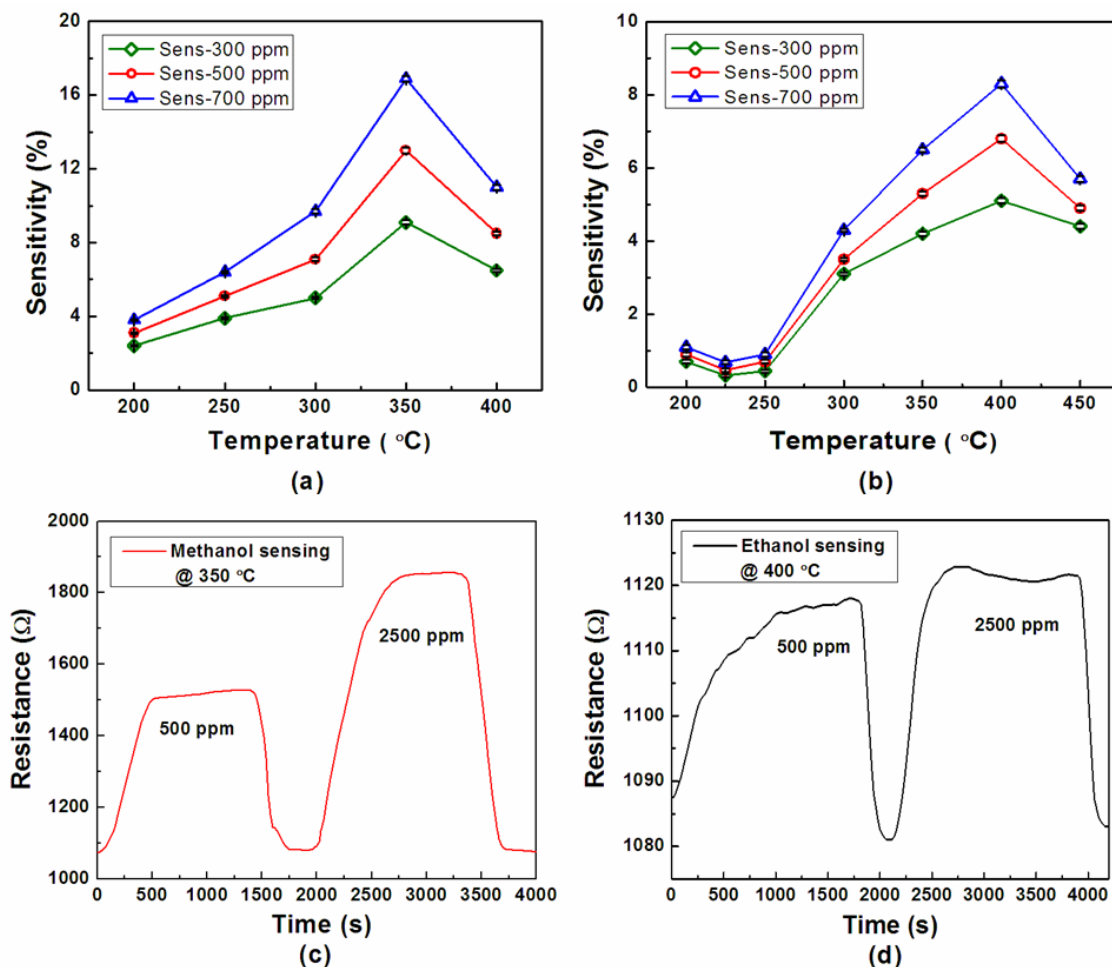 20
16
12
8
4
0
Sens-300 ppm
Sens-500 ppm
Sens-700 ppm
Sensitivity (%)
200 250 300 350 400
Temperature ( °C)
(a)
10
8
6
4
2
0
Sens-300 ppm
Sens-500 ppm
Sens-700 ppm
Sensitivity (%)
200 250 300 350 400 450
Temperature ( °C)
(b)
2000
1800
1600
1400
1200
1000
Methanol sensing
@ 350 °C
2500 ppm
500 ppm
Resistance (Ω)
0 500 1000 1500 2000 2500 3000 3500 4000
Time (s)
(c)
1130
1120
1110
1100
1090
1080
Ethanol sensing
@ 400 °C
500 ppm
2500 ppm
Resistance (Ω)
0 500 1000 1500 2000 2500 3000 3500 4000
Time (s)
(d)